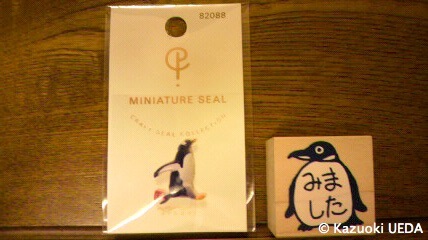 82088
MINIATURE SEAL
CRAFT SEAL COLLECTION
みました
© Kazuoki UEDA